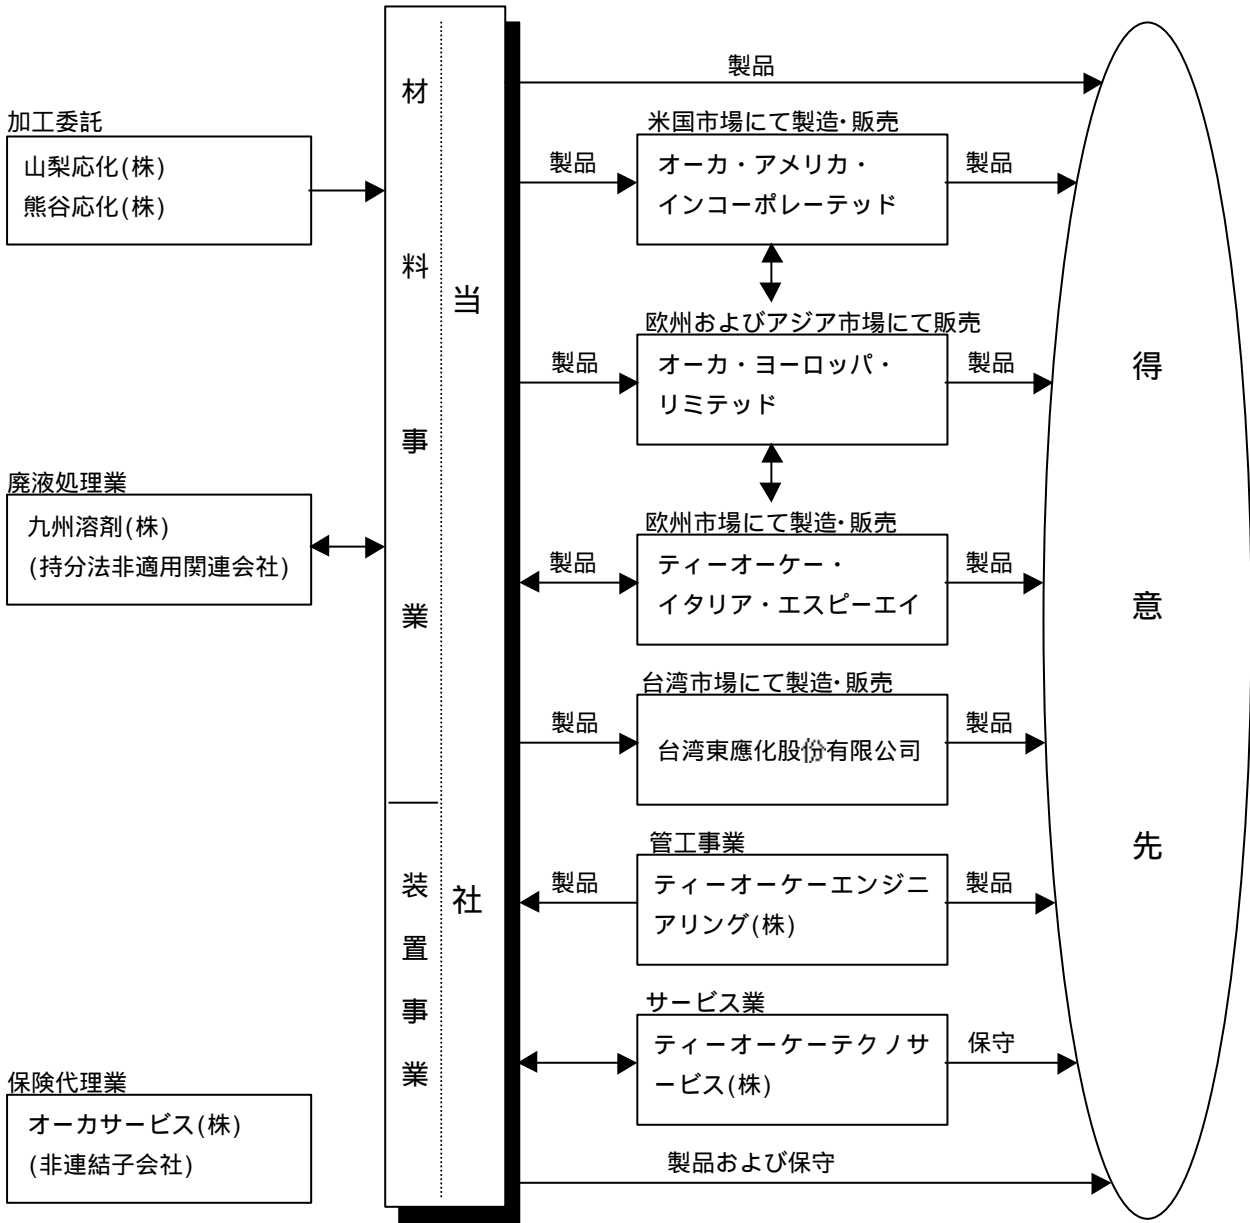 加工委託
山梨応化(株)
熊谷応化(株)
廃液処理業
九州溶剤(株)
(持分法非適用関連会社)
保険代理業
オーカサービス(株)
(非連結子会社)
材料事業
装置事業
当社
製品
米国市場にて製造・販売
製品
オーカ・アメリカ・
インコーポレーテッド
製品
欧州およびアジア市場にて販売
製品
オーカ・ヨーロッパ・
リミテッド
製品
欧州市場にて製造・販売
製品
ティーオーケー・
イタリア・エスピーエイ
製品
台湾市場にて製造・販売
製品
台湾東應化股份有限公司
製品
管工事業
製品
ティーオーケーエンジニ
アリング(株)
製品
サービス業
ティーオーケーテクノサ
ービス(株)
保守
製品および保守
得意先